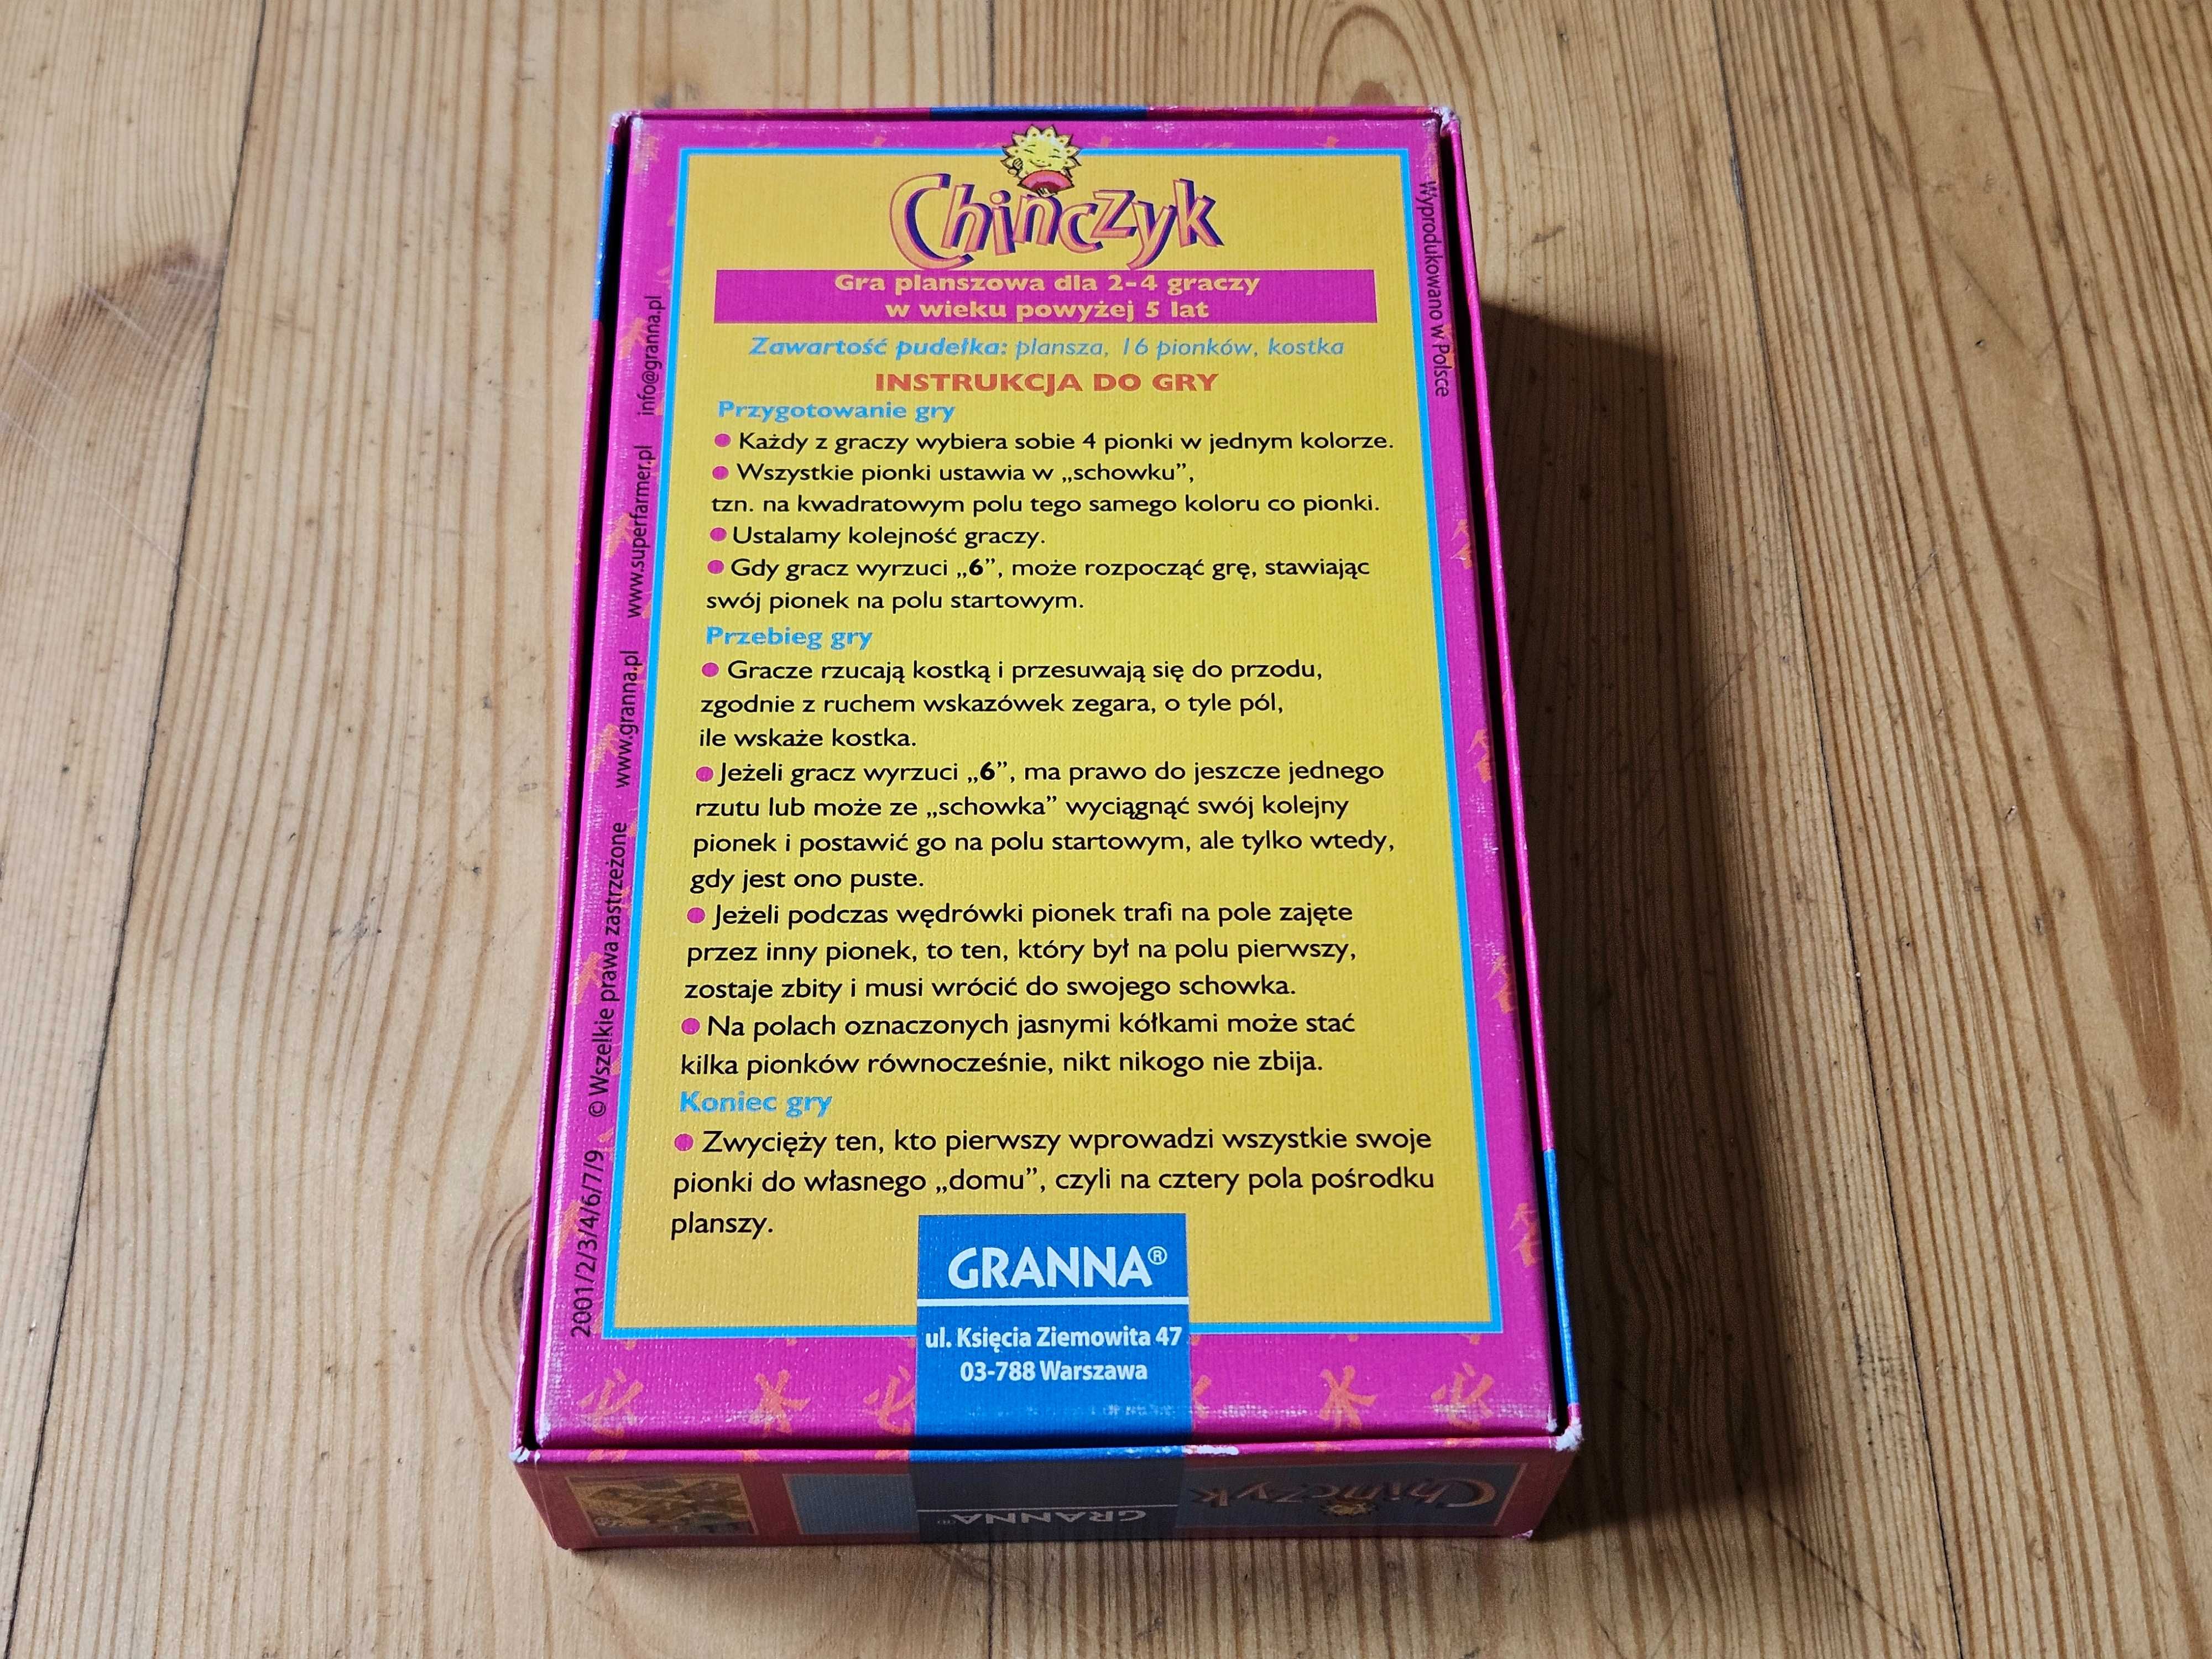 Chińczyk
Gra planszowa dla 2-4 graczy
w wieku powyżej 5 lat
Zawartość pudełka: plansza, 16 pionków, kostka
INSTRUKCJA DO GRY
Przygotowanie gry
● Każdy z graczy wybiera sobie 4 pionki w jednym kolorze.
● Wszystkie pionki ustawia w „schowku”,
tzn. na kwadratowym polu tego samego koloru co pionki.
● Ustalamy kolejność graczy.
● Gdy gracz wyrzuci „6”, może rozpocząć grę, stawiając
swój pionek na polu startowym.
Przebieg gry
● Gracze rzucają kostką i przesuwają się do przodu,
zgodnie z ruchem wskazówek zegara, o tyle pól,
ile wskaże kostka.
● Jeżeli gracz wyrzuci „6”, ma prawo do jeszcze jednego
rzutu lub może ze „schowka” wyciągnąć swój kolejny
pionek i postawić go na polu startowym, ale tylko wtedy,
gdy jest ono puste.
● Jeżeli podczas wędrówki pionek trafi na pole zajęte
przez inny pionek, to ten, który był na polu pierwszy,
zostaje zbity i musi wrócić do swojego schowka.
● Na polach oznaczonych jasnymi kółkami może stać
kilka pionków równocześnie, nikt nikogo nie zbija.
Koniec gry
● Zwycięży ten, kto pierwszy wprowadzi wszystkie swoje
pionki do własnego „domu”, czyli na cztery pola pośrodku
planszy.
GRANNA®
ul. Księcia Ziemowita 47
03-788 Warszawa
2001/2/3/4/6/7/9 © Wszelkie prawa zastrzeżone www.granna.pl www.superfarmer.pl info@granna.pl
Wyprodukowano w Polsce
Chińczyk
GRANNA®